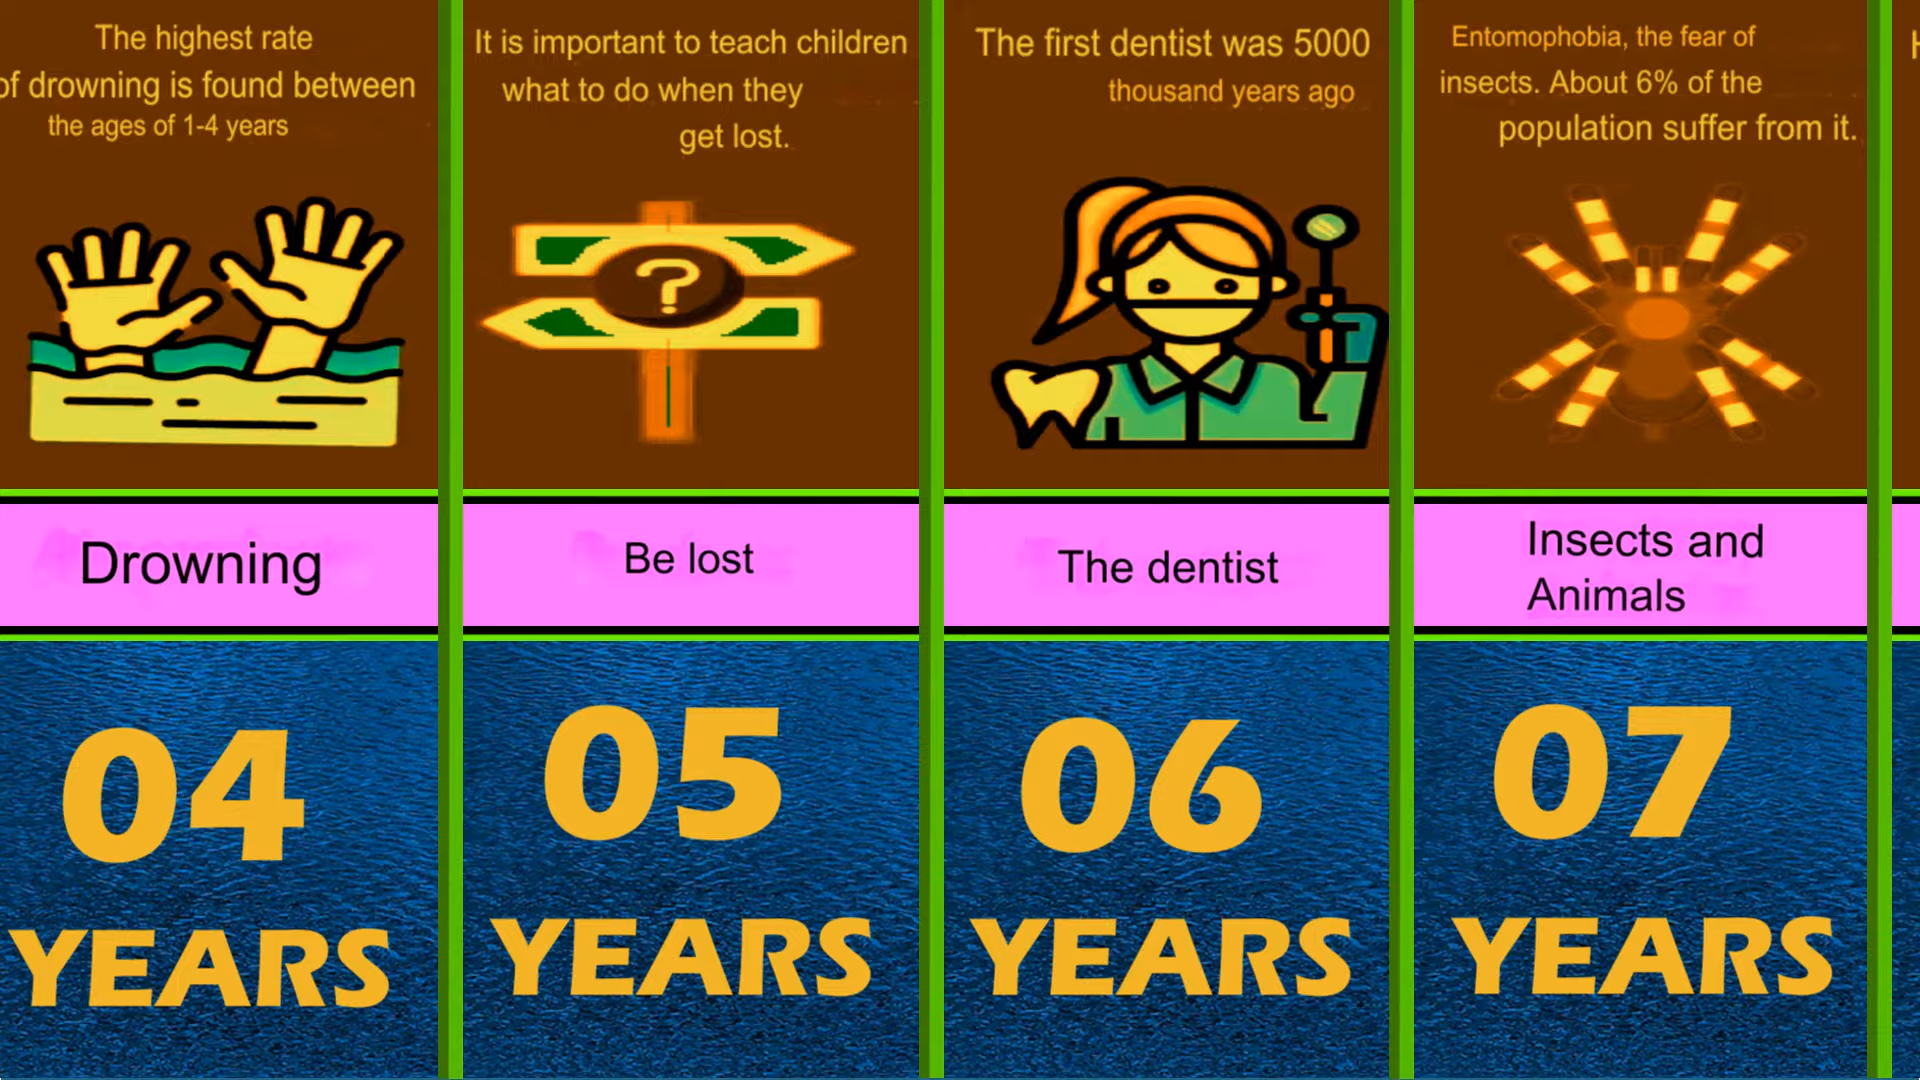 The highest rate
of drowning is found between
the ages of 1-4 years
Drowning
04
YEARS
It is important to teach children
what to do when they
get lost.
?
Be lost
05
YEARS
The first dentist was 5000
thousand years ago
The dentist
06
YEARS
Entomophobia, the fear of
insects. About 6% of the
population suffer from it.
Insects and
Animals
07
YEARS